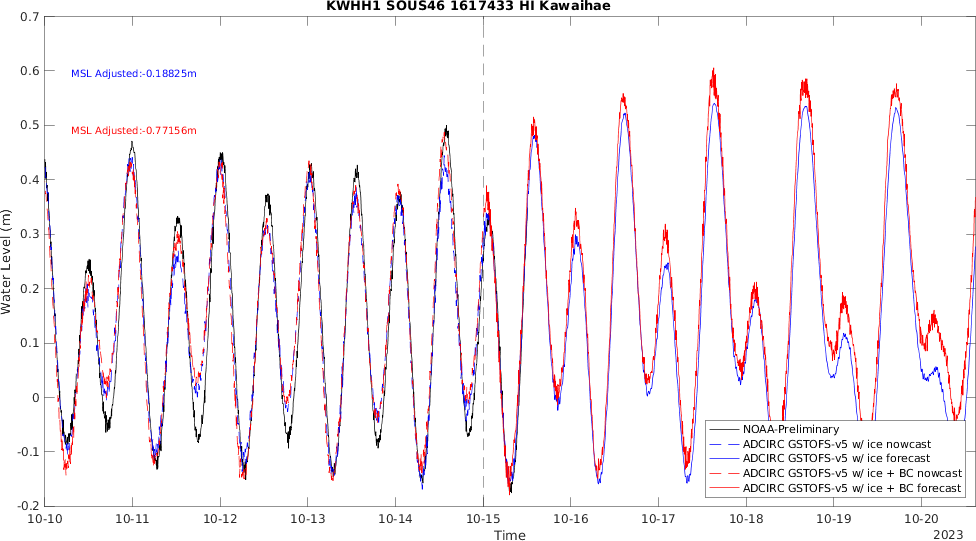 KWHH1 SOUS46 1617433 HI Kawaihae
0.7
0.6
0.5
0.4
0.3
0.2
0.1
0
-0.1
-0.2
Water Level (m)
MSL Adjusted:-0.18825m
MSL Adjusted:-0.77156m
NOAA-Preliminary
ADCIRC GSTOFS-v5 w/ ice nowcast
ADCIRC GSTOFS-v5 w/ ice forecast
ADCIRC GSTOFS-v5 w/ ice + BC nowcast
ADCIRC GSTOFS-v5 w/ ice + BC forecast
10-10 10-11 10-12 10-13 10-14 10-15 10-16 10-17 10-18 10-19 10-20
Time
2023